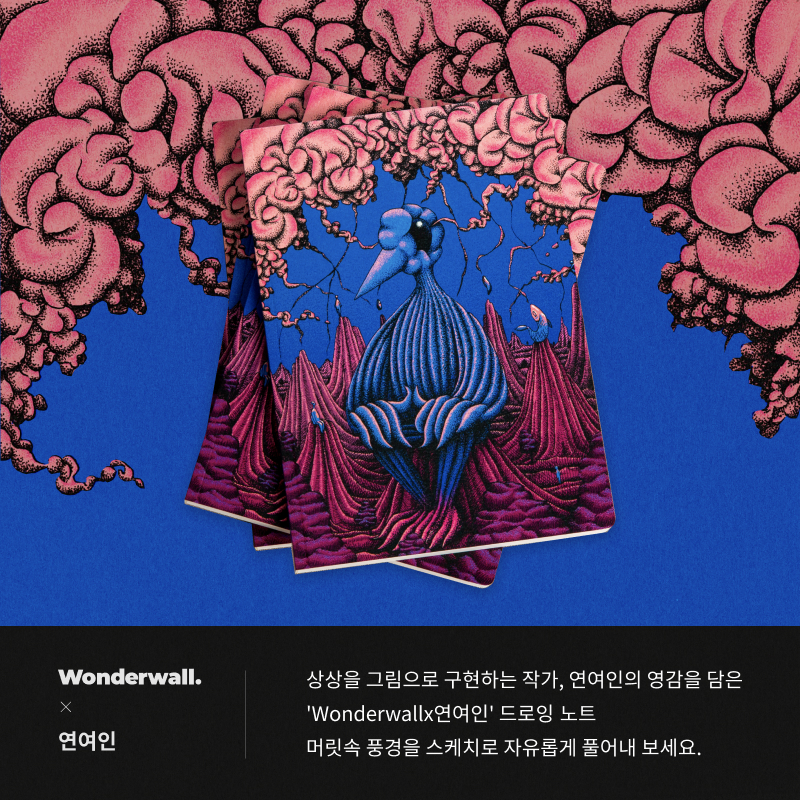 Wonderwall.
×
연여인
상상을 그림으로 구현하는 작가, 연여인의 영감을 담은
'Wonderwallx연여인' 드로잉 노트
머릿속 풍경을 스케치로 자유롭게 풀어내 보세요.